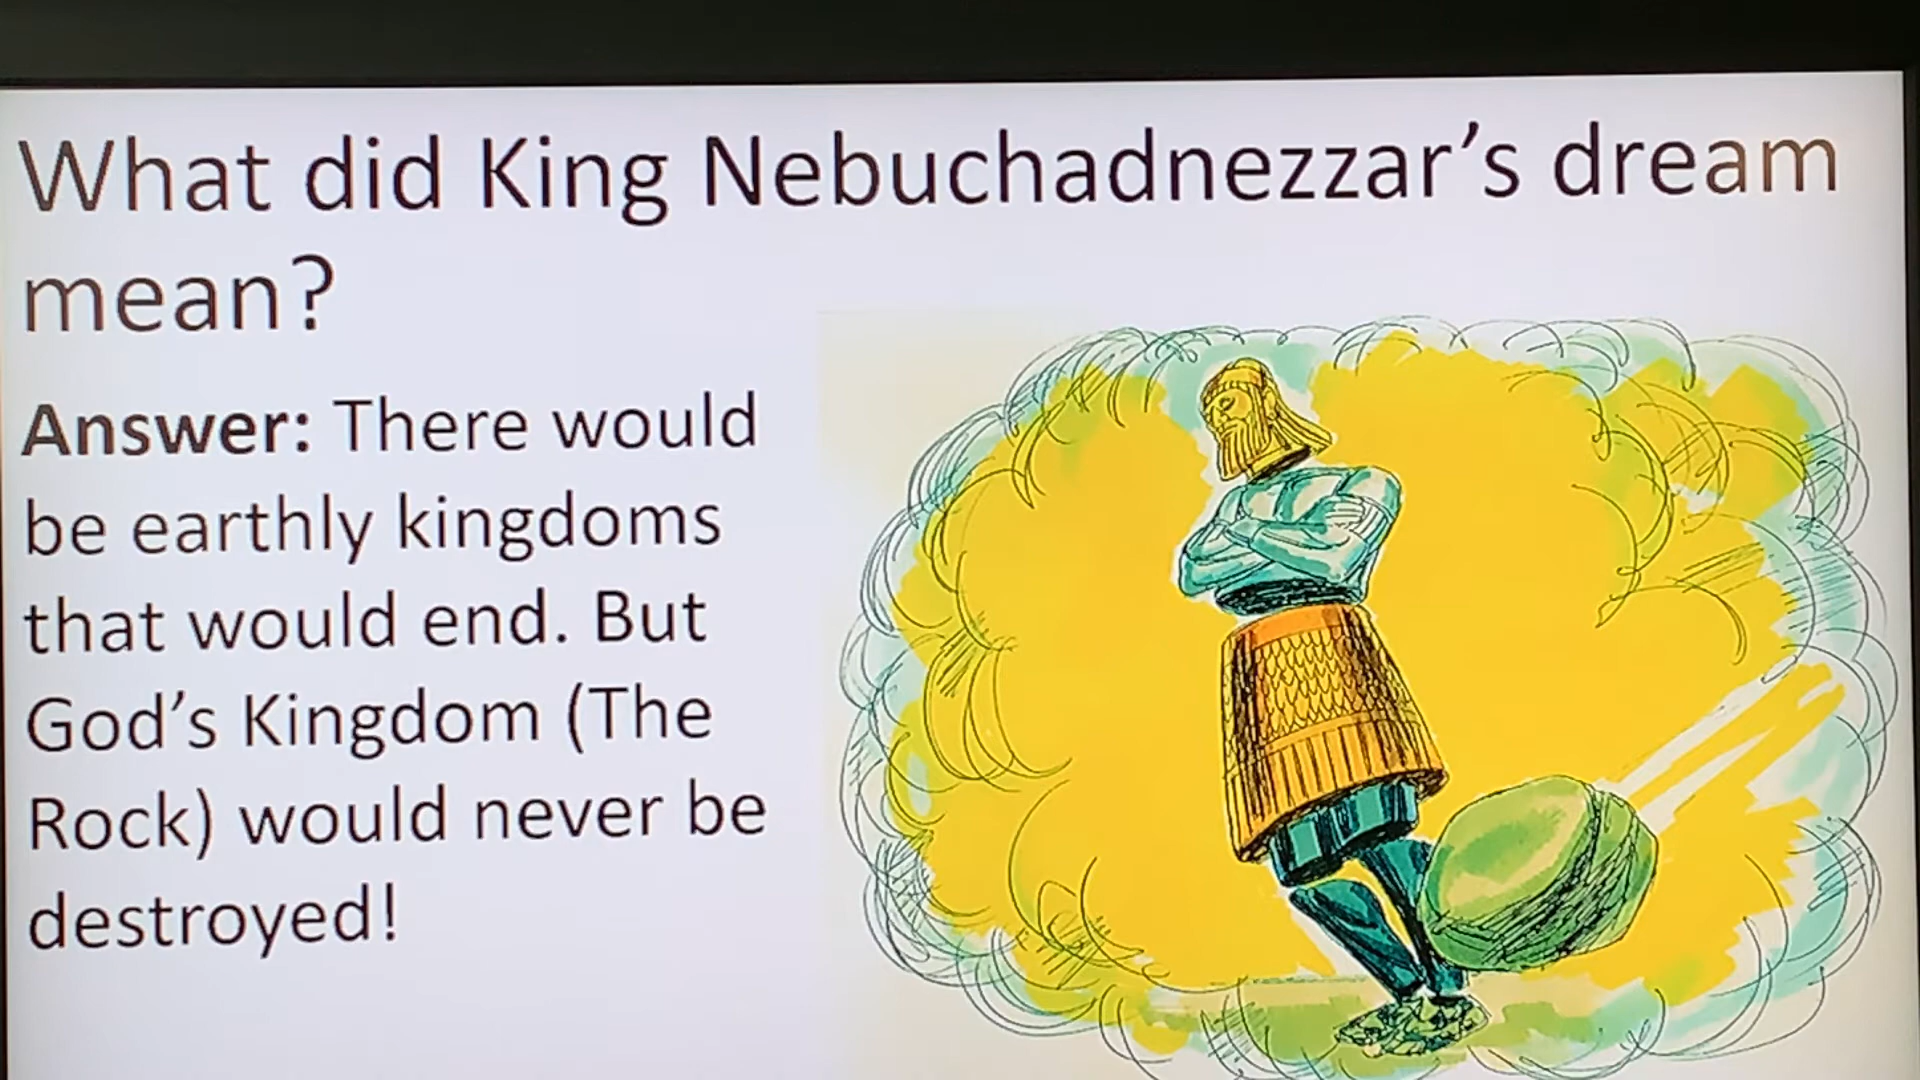 What did King Nebuchadnezzar’s dream
mean?
Answer: There would
be earthly kingdoms
that would end. But
God’s Kingdom (The
Rock) would never be
destroyed!